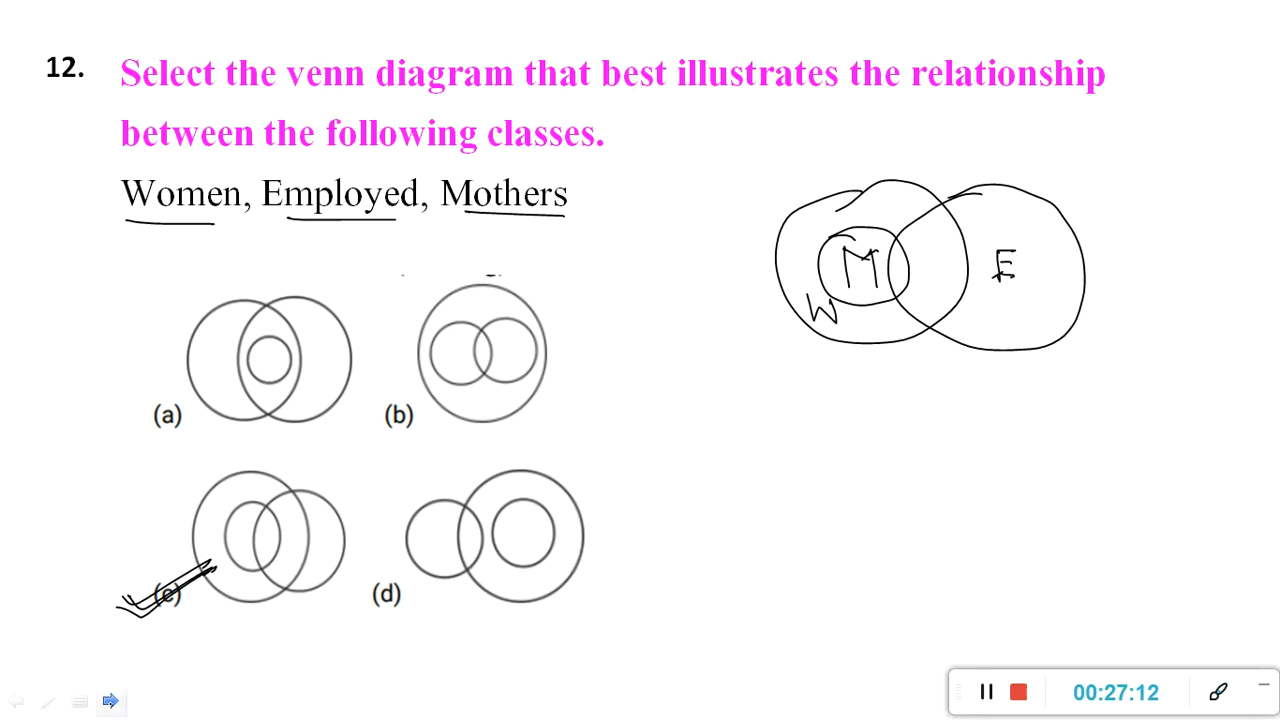 12. Select the venn diagram that best illustrates the relationship
between the following classes.
Women, Employed, Mothers
M
E
W
(a)
(b)
(c)
(d)
00:27:12